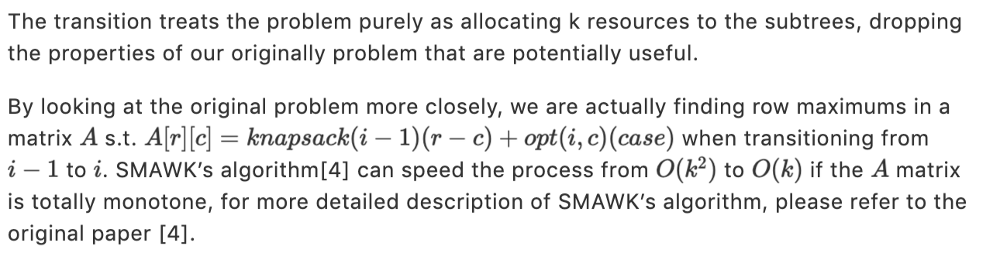 The transition treats the problem purely as allocating k resources to the subtrees, dropping
the properties of our originally problem that are potentially useful.
By looking at the original problem more closely, we are actually finding row maximums in a
matrix A s.t. A[r][c] = knapsack(i − 1)(r − c) + opt(i, c)(case) when transitioning from
i − 1 to i. SMAWK’s algorithm[4] can speed the process from O(k²) to O(k) if the A matrix
is totally monotone, for more detailed description of SMAWK’s algorithm, please refer to the
original paper [4].